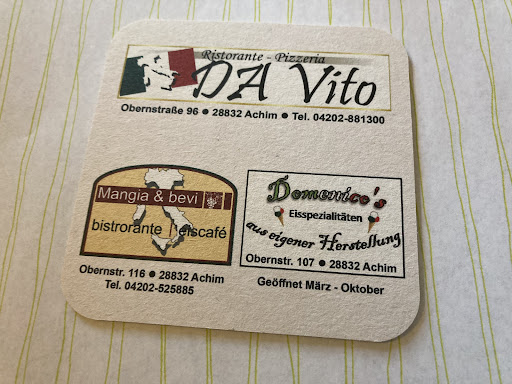 Ristorante - Pizzeria
DA Vito
Obernstraße 96 ● 28832 Achim ● Tel. 04202-881300
Mangia & bevi
bistrorante eiscafé
Obernstr. 116 ● 28832 Achim
Tel. 04202-525885
Domenico's
Eisspezialitäten
aus eigener Herstellung
Obernstr. 107 ● 28832 Achim
Geöffnet März - Oktober